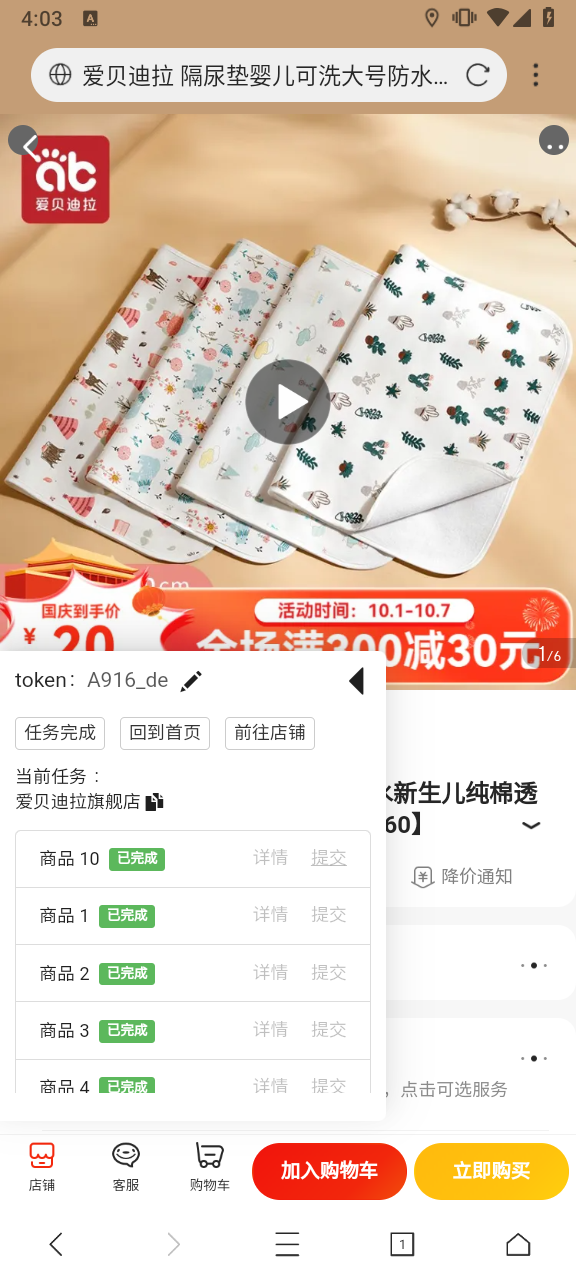 4:03
爱贝迪拉 隔尿垫婴儿可洗大号防水...
ab
爱贝迪拉
国庆到手价
¥20
活动时间：10.1-10.7
全场满300减30元
1/6
token： A916_de
任务完成 回到首页 前往店铺
当前任务：
爱贝迪拉旗舰店
水新生儿纯棉透
60】
降价通知
商品 10 已完成 详情 提交
商品 1 已完成 详情 提交
商品 2 已完成 详情 提交
商品 3 已完成 详情 提交
商品 4 已完成 详情 提交
，点击可选服务
店铺 客服 购物车 加入购物车 立即购买
1